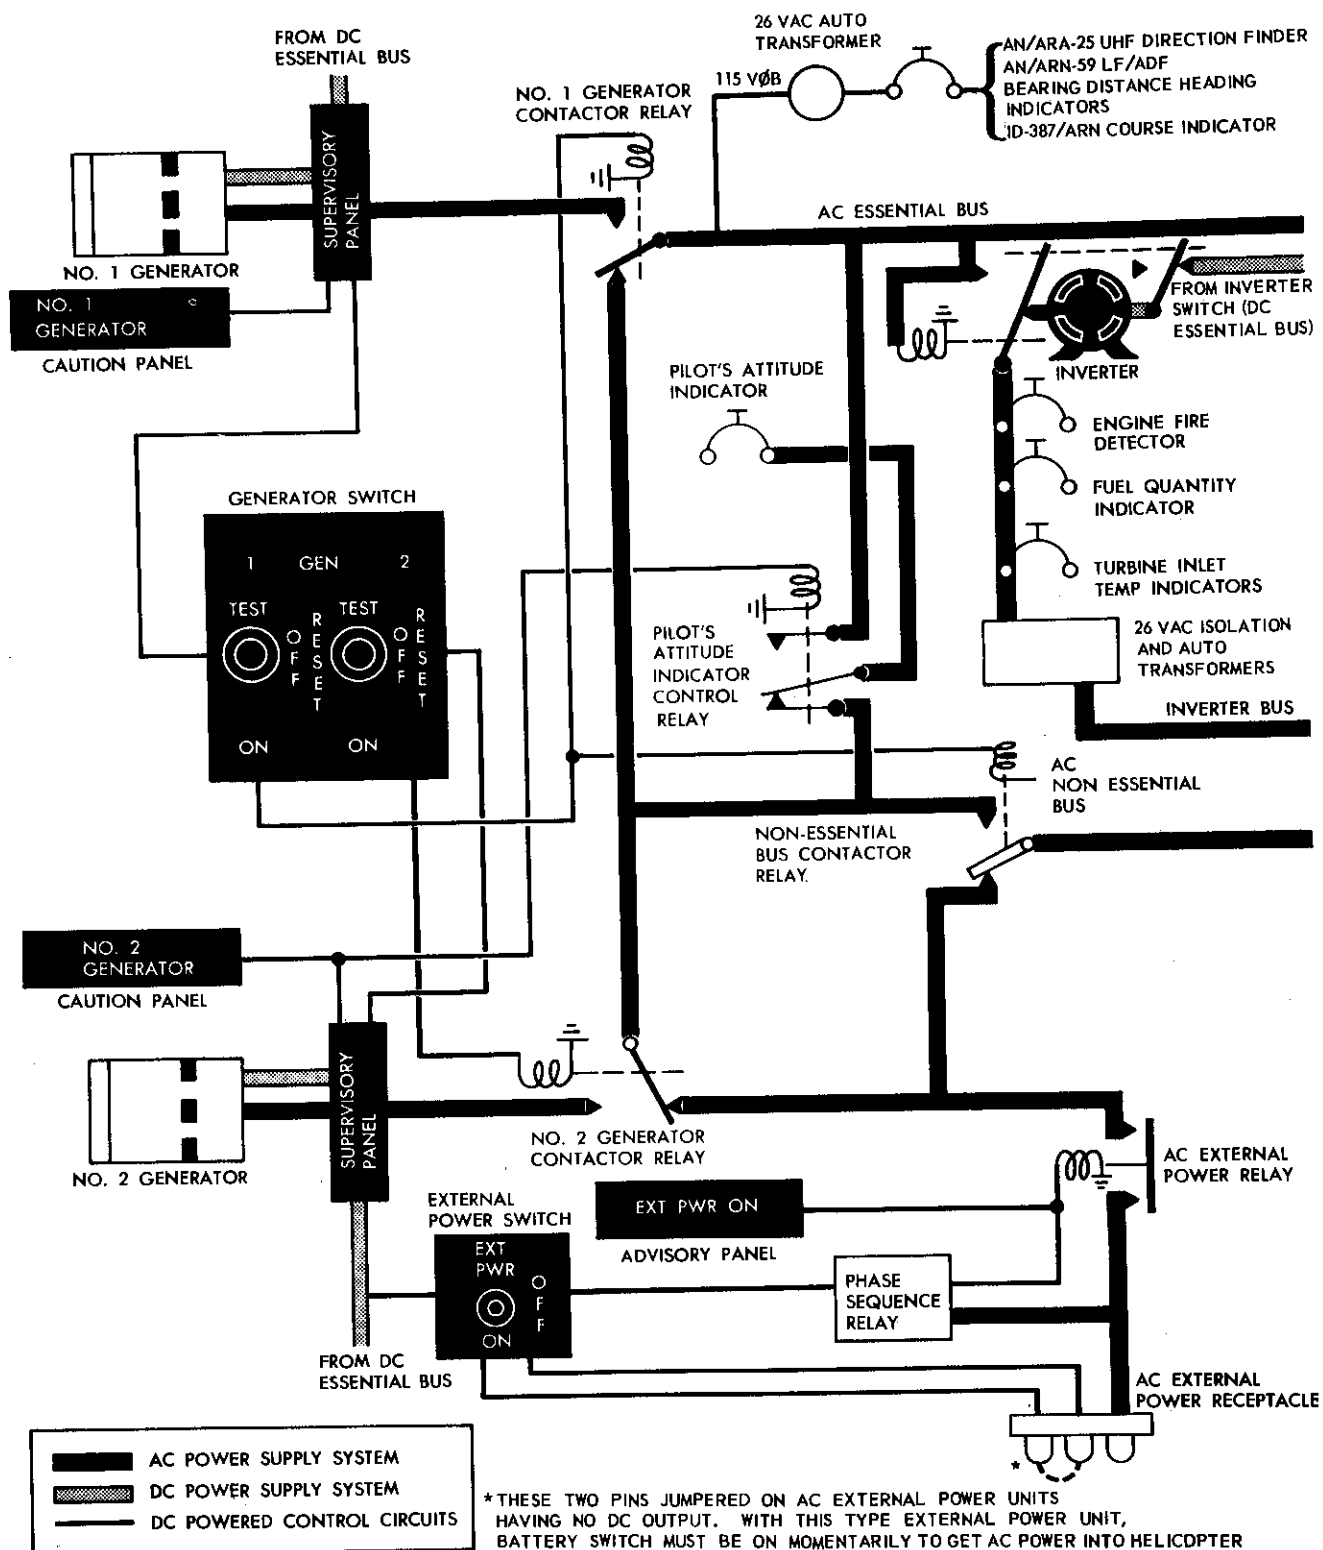 FROM DC
ESSENTIAL BUS
26 VAC AUTO
TRANSFORMER
AN/ARA-25 UHF DIRECTION FINDER
AN/ARN-59 LF/ADF
BEARING DISTANCE HEADING
INDICATORS
ID-387/ARN COURSE INDICATOR
115 VØB
NO. 1 GENERATOR
CONTACTOR RELAY
SUPERVISORY
PANEL
NO. 1 GENERATOR
AC ESSENTIAL BUS
NO. 1
GENERATOR
CAUTION PANEL
FROM INVERTER
SWITCH (DC
ESSENTIAL BUS)
INVERTER
PILOT'S ATTITUDE
INDICATOR
ENGINE FIRE
DETECTOR
FUEL QUANTITY
INDICATOR
TURBINE INLET
TEMP INDICATORS
GENERATOR SWITCH
1 GEN 2
TEST
OFF
RESET
TEST
OFF
RESET
ON
ON
PILOT'S
ATTITUDE
INDICATOR
CONTROL
RELAY
26 VAC ISOLATION
AND AUTO
TRANSFORMERS
INVERTER BUS
AC
NON ESSENTIAL
BUS
NON-ESSENTIAL
BUS CONTACTOR
RELAY.
NO. 2
GENERATOR
CAUTION PANEL
SUPERVISORY
PANEL
NO. 2 GENERATOR
NO. 2 GENERATOR
CONTACTOR RELAY
AC EXTERNAL
POWER RELAY
EXTERNAL
POWER SWITCH
EXT
PWR
OFF
ON
EXT PWR ON
ADVISORY PANEL
PHASE
SEQUENCE
RELAY
FROM DC
ESSENTIAL BUS
AC EXTERNAL
POWER RECEPTACLE
*
AC POWER SUPPLY SYSTEM
DC POWER SUPPLY SYSTEM
DC POWERED CONTROL CIRCUITS
* THESE TWO PINS JUMPERED ON AC EXTERNAL POWER UNITS
HAVING NO DC OUTPUT. WITH THIS TYPE EXTERNAL POWER UNIT,
BATTERY SWITCH MUST BE ON MOMENTARILY TO GET AC POWER INTO HELICOPTER